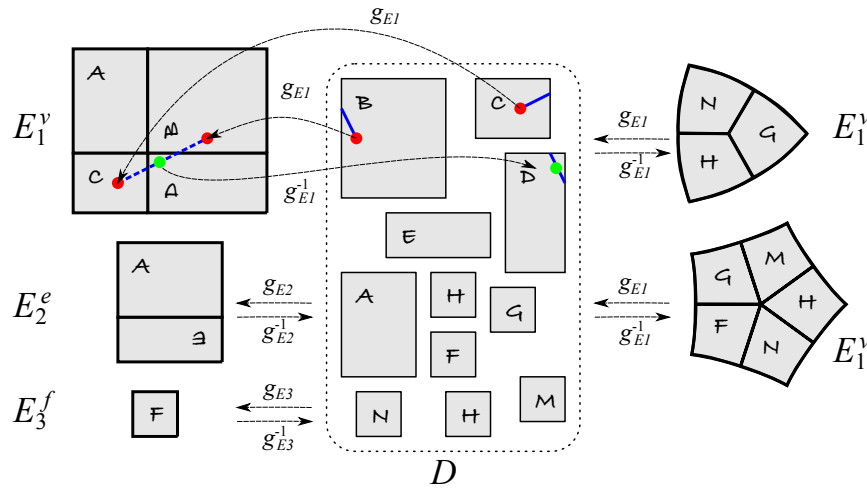 g_{E1}
A
B
C
D
E_1^v
g_{E1}
B
C
D
g_{E1}^{-1}
E
A
H
G
F
N
H
M
D
E_2^e
A
E
g_{E2}
g_{E2}^{-1}
E_3^f
F
g_{E3}
g_{E3}^{-1}
g_{E1}
g_{E1}^{-1}
N
G
H
E_1^v
g_{E1}
g_{E1}^{-1}
G
M
H
F
N
E_1^v